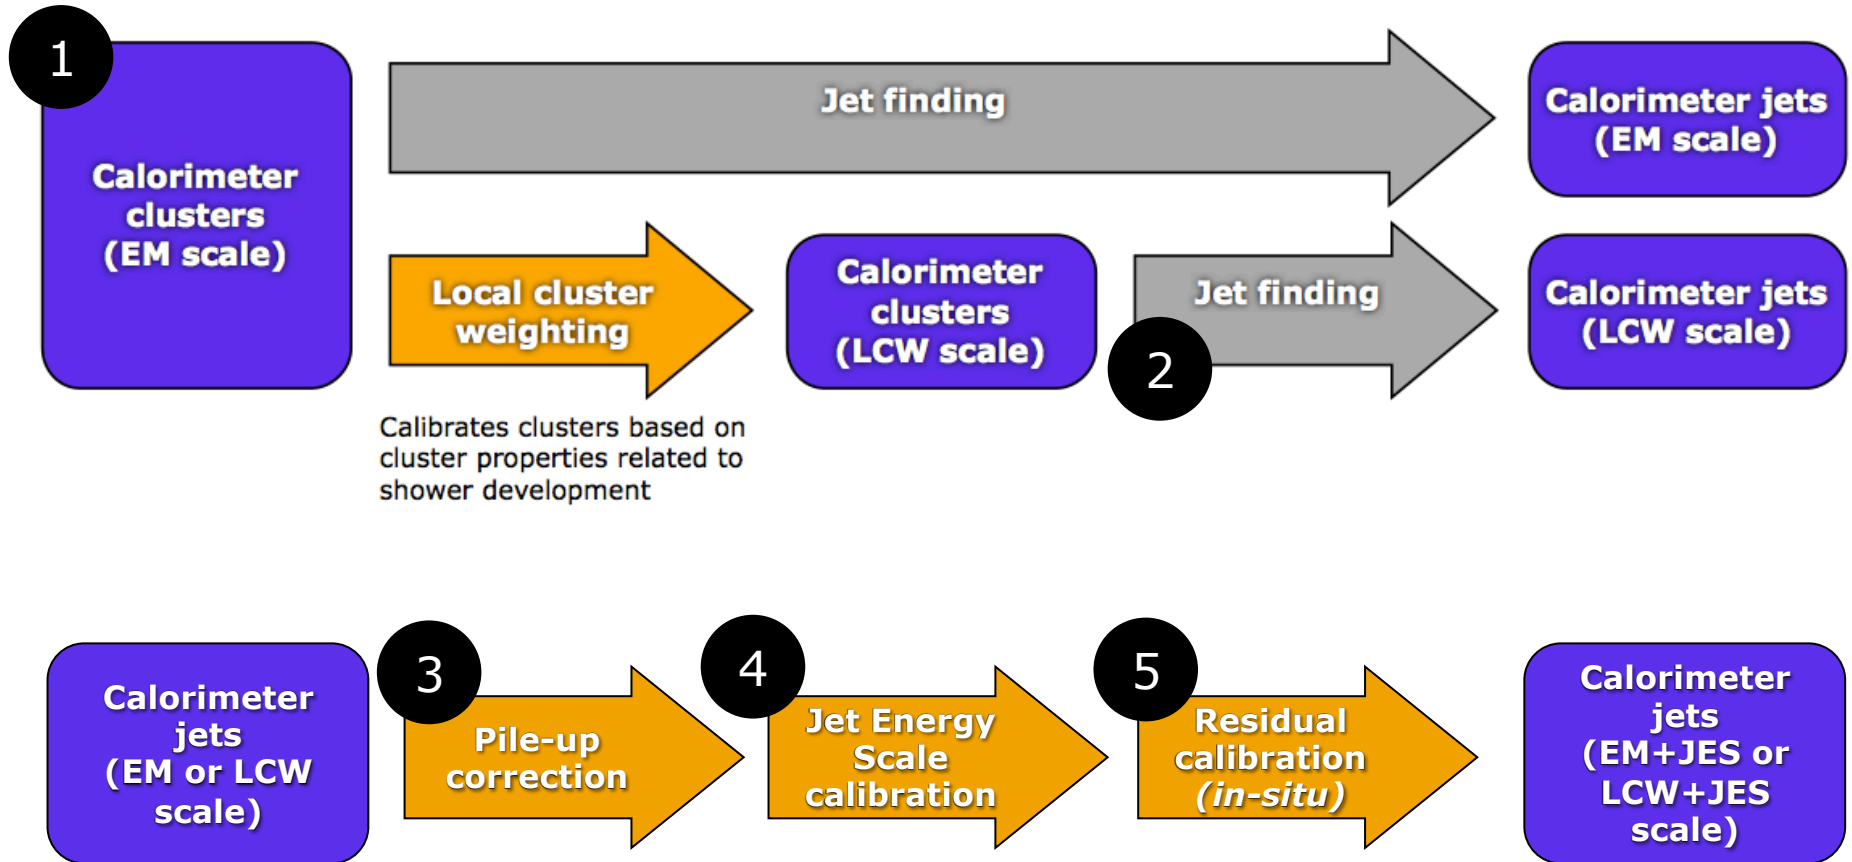 1
Calorimeter
clusters
(EM scale)
Jet finding
Calorimeter jets
(EM scale)
Local cluster
weighting
Calorimeter
clusters
(LCW scale)
2
Jet finding
Calorimeter jets
(LCW scale)
Calibrates clusters based on
cluster properties related to
shower development
Calorimeter
jets
(EM or LCW
scale)
3
Pile-up
correction
4
Jet Energy
Scale
calibration
5
Residual
calibration
(in-situ)
Calorimeter
jets
(EM+JES or
LCW+JES
scale)